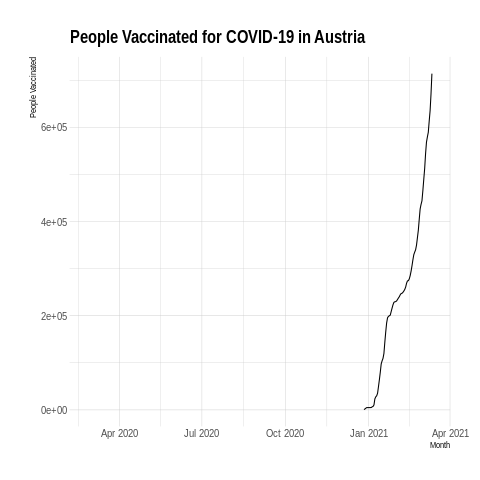 People Vaccinated for COVID-19 in Austria
People Vaccinated
6e+05
4e+05
2e+05
0e+00
Apr 2020
Jul 2020
Oct 2020
Jan 2021
Apr 2021
Month